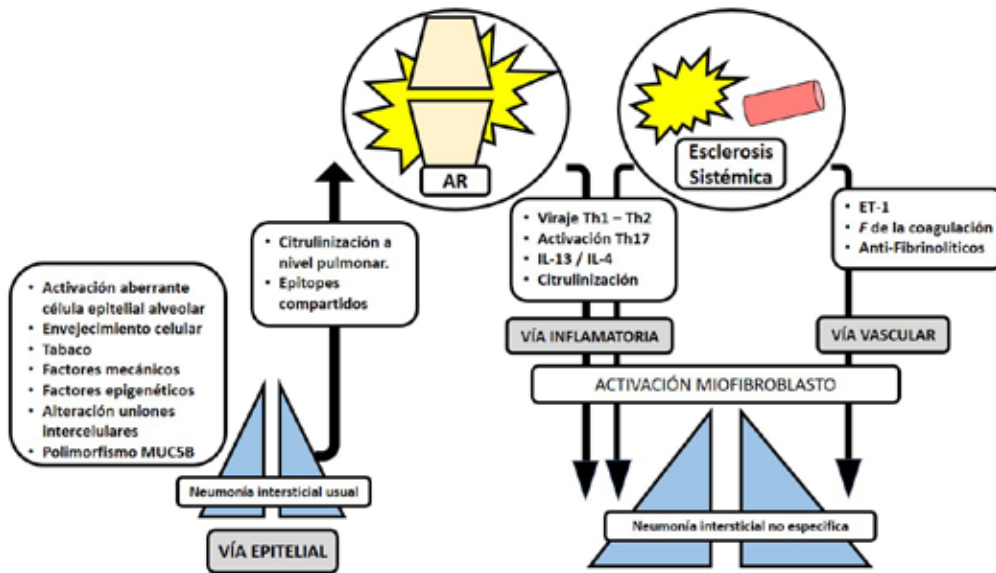 AR
Esclerosis
Sistémica
• Citrulinización a
nivel pulmonar.
• Epitopes
compartidos
• Viraje Th1 – Th2
• Activación Th17
• IL-13 / IL-4
• Citrulinización
• ET-1
• F de la coagulación
• Anti-Fibrinolíticos
• Activación aberrante
célula epitelial alveolar
• Envejecimiento celular
• Tabaco
• Factores mecánicos
• Factores epigenéticos
• Alteración uniones
intercelulares
• Polimorfismo MUC5B
VÍA INFLAMATORIA
VÍA VASCULAR
ACTIVACIÓN MIOFIBROBLASTO
Neumonía intersticial usual
Neumonía intersticial no específica
VÍA EPITELIAL